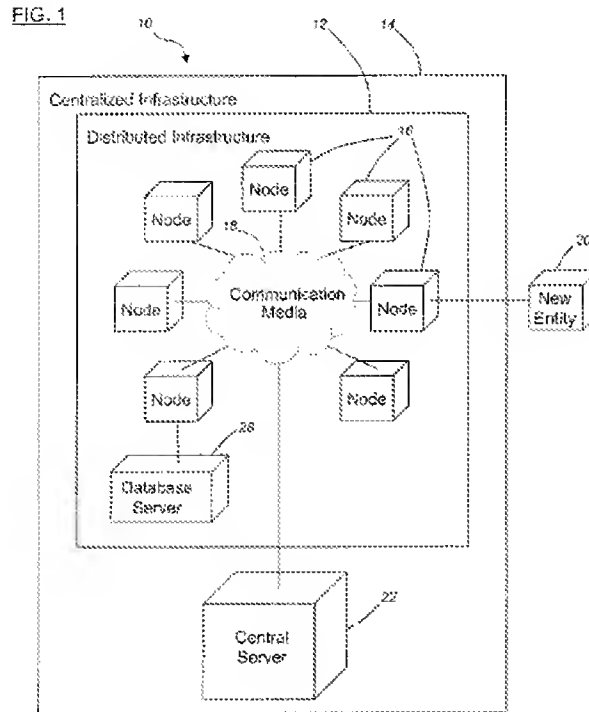 FIG. 1
10
12
14
Centralized Infrastructure
Distributed Infrastructure
16
Node
Node
Node
18
20
Communication
Media
Node
Node
New
Entity
Node
Node
28
Database
Server
22
Central
Server